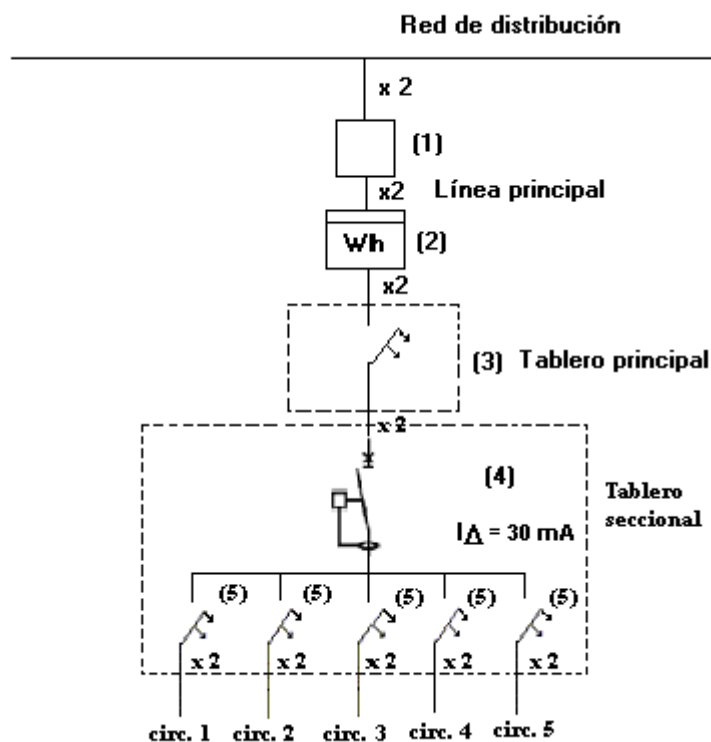 Red de distribución
x 2
(1)
x2 Línea principal
Wh (2)
x2
(3) Tablero principal
x 2
(4)
Tablero
seccional
I∆ = 30 mA
(5) (5) (5) (5) (5)
x 2 x 2 x 2 x 2 x 2
circ. 1 circ. 2 circ. 3 circ. 4 circ. 5